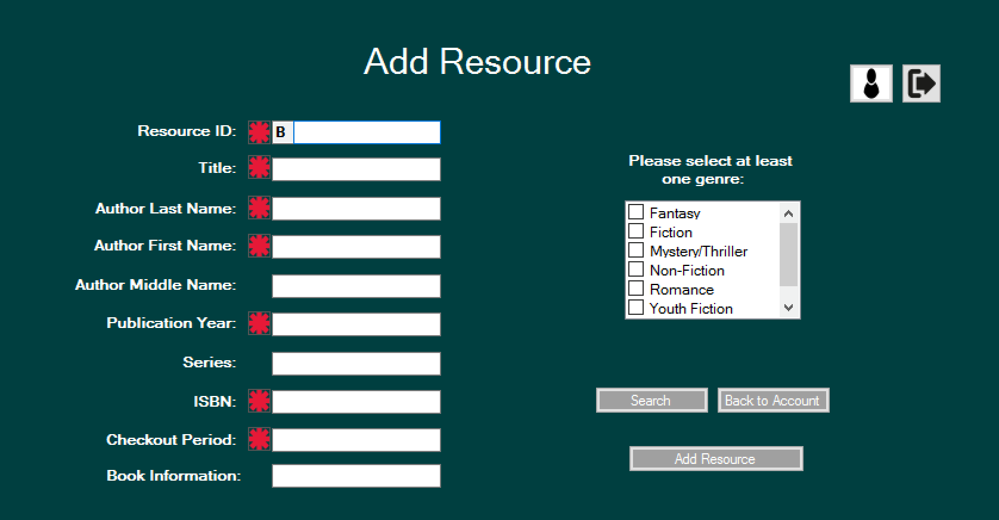 Add Resource
Resource ID:
B
Title:
Author Last Name:
Author First Name:
Author Middle Name:
Publication Year:
Series:
ISBN:
Checkout Period:
Book Information:
Please select at least
one genre:
Fantasy
Fiction
Mystery/Thriller
Non-Fiction
Romance
Youth Fiction
Search
Back to Account
Add Resource